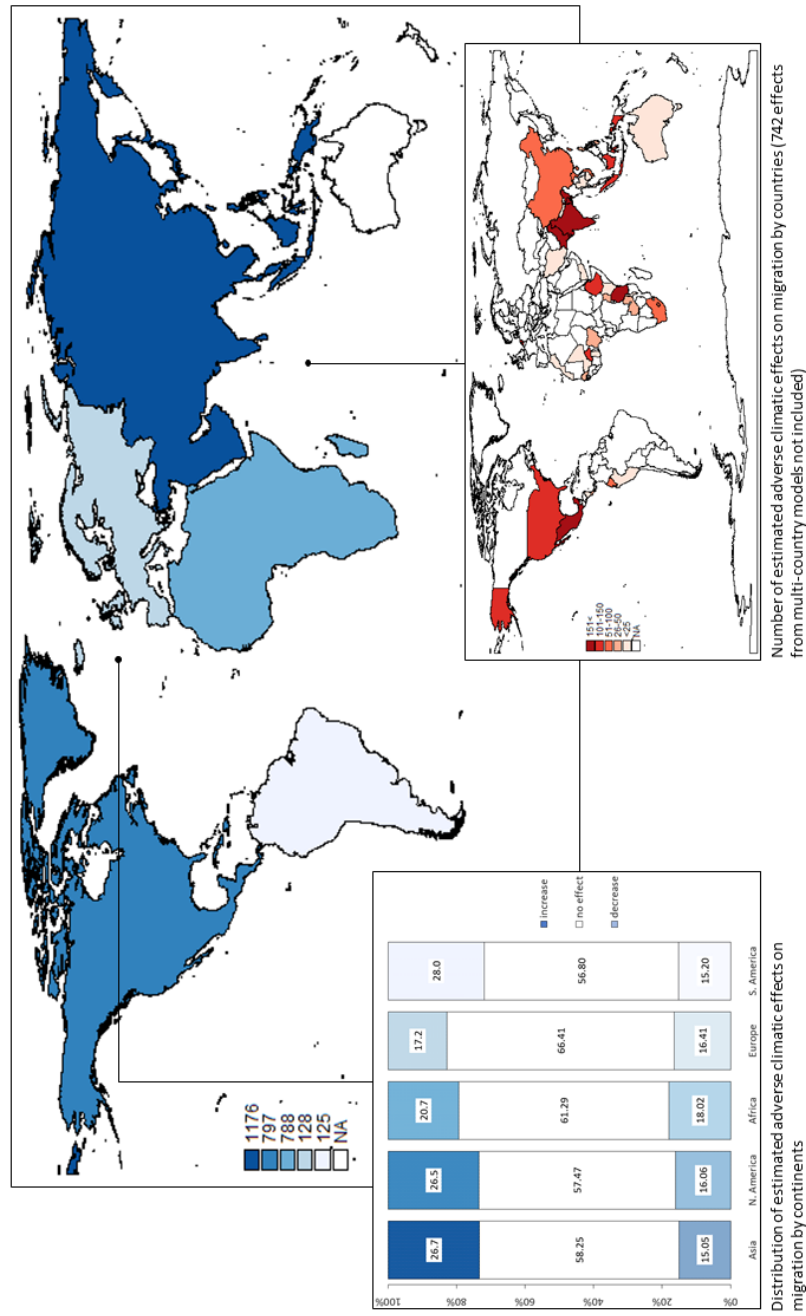 1176
797
788
128
125
NA
100%
80%
60%
40%
20%
0%
26.7
26.5
20.7
17.2
28.0
58.25
57.47
61.29
66.41
56.80
15.05
16.06
18.02
16.41
15.20
Asia
N. America
Africa
Europe
S. America
increase
no effect
decrease
Distribution of estimated adverse climatic effects on
migration by continents
151<
101-150
51-100
26-50
<25
NA
Number of estimated adverse climatic effects on migration by countries (742 effects
from multi-country models not included)